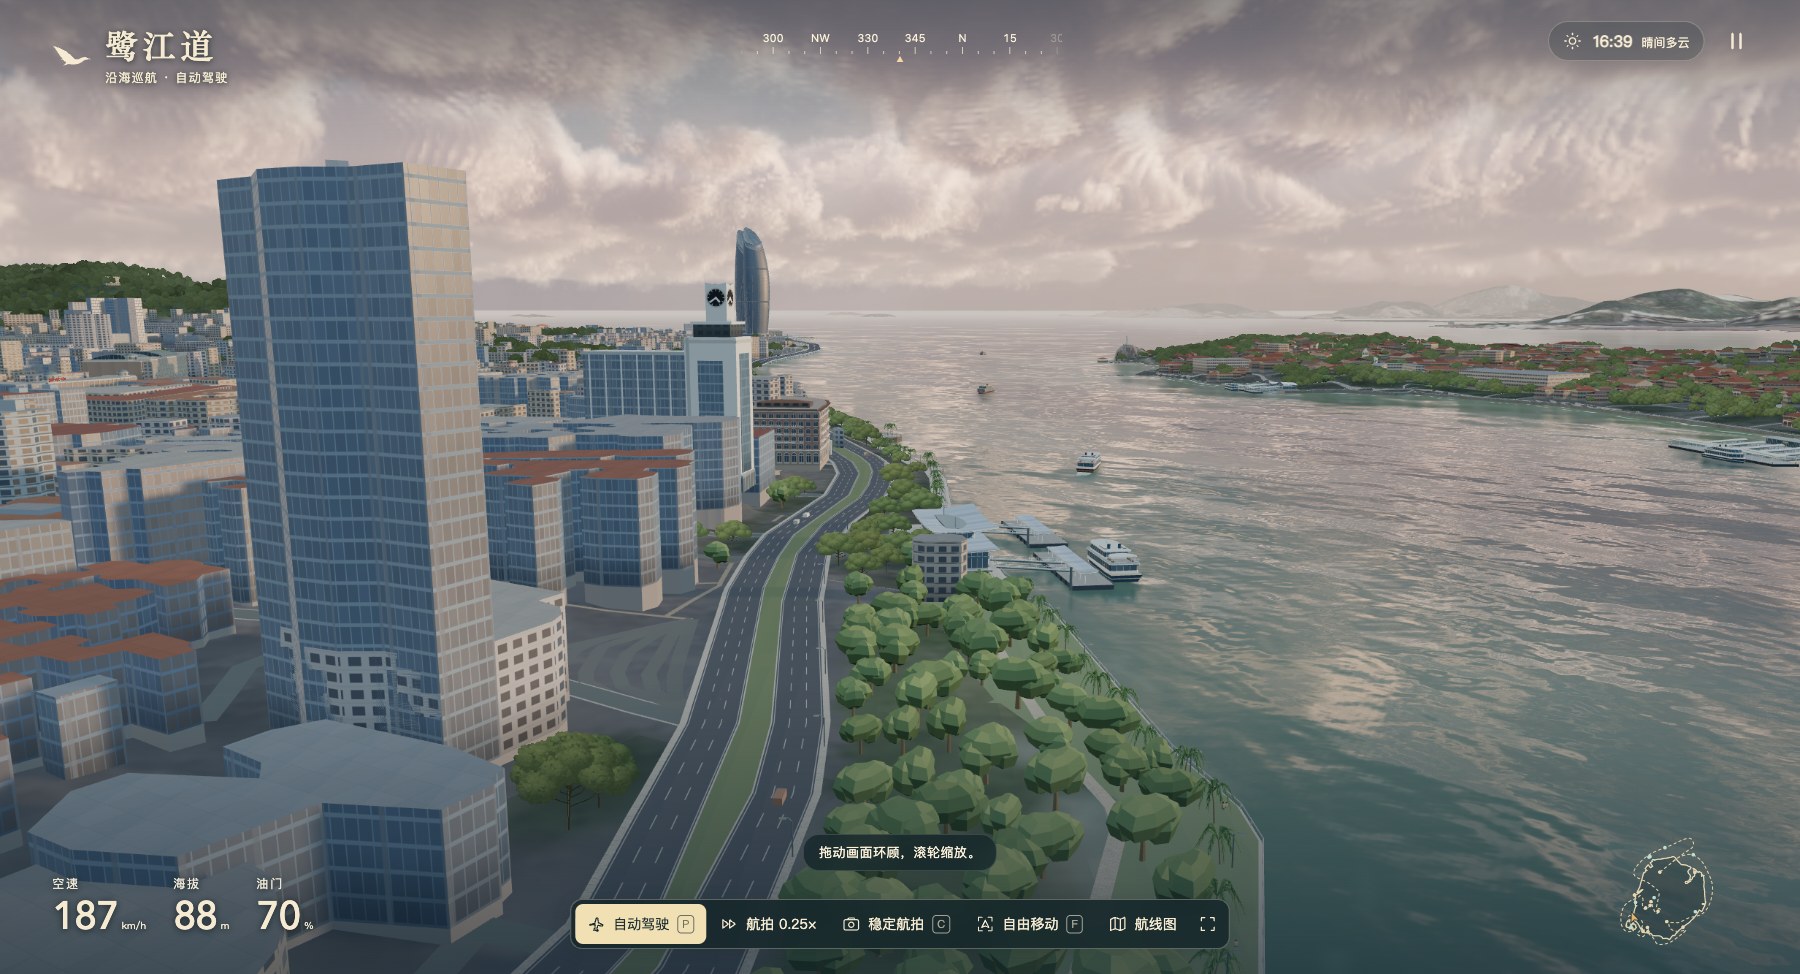 鹭江道
沿海巡航 · 自动驾驶
300 NW 330 345 N 15 30
16:39 晴间多云
拖动画面环顾，滚轮缩放。
空速 海拔 油门
187 km/h 88 m 70 %
自动驾驶 P 航拍 0.25x 稳定航拍 C 自由移动 F 航线图